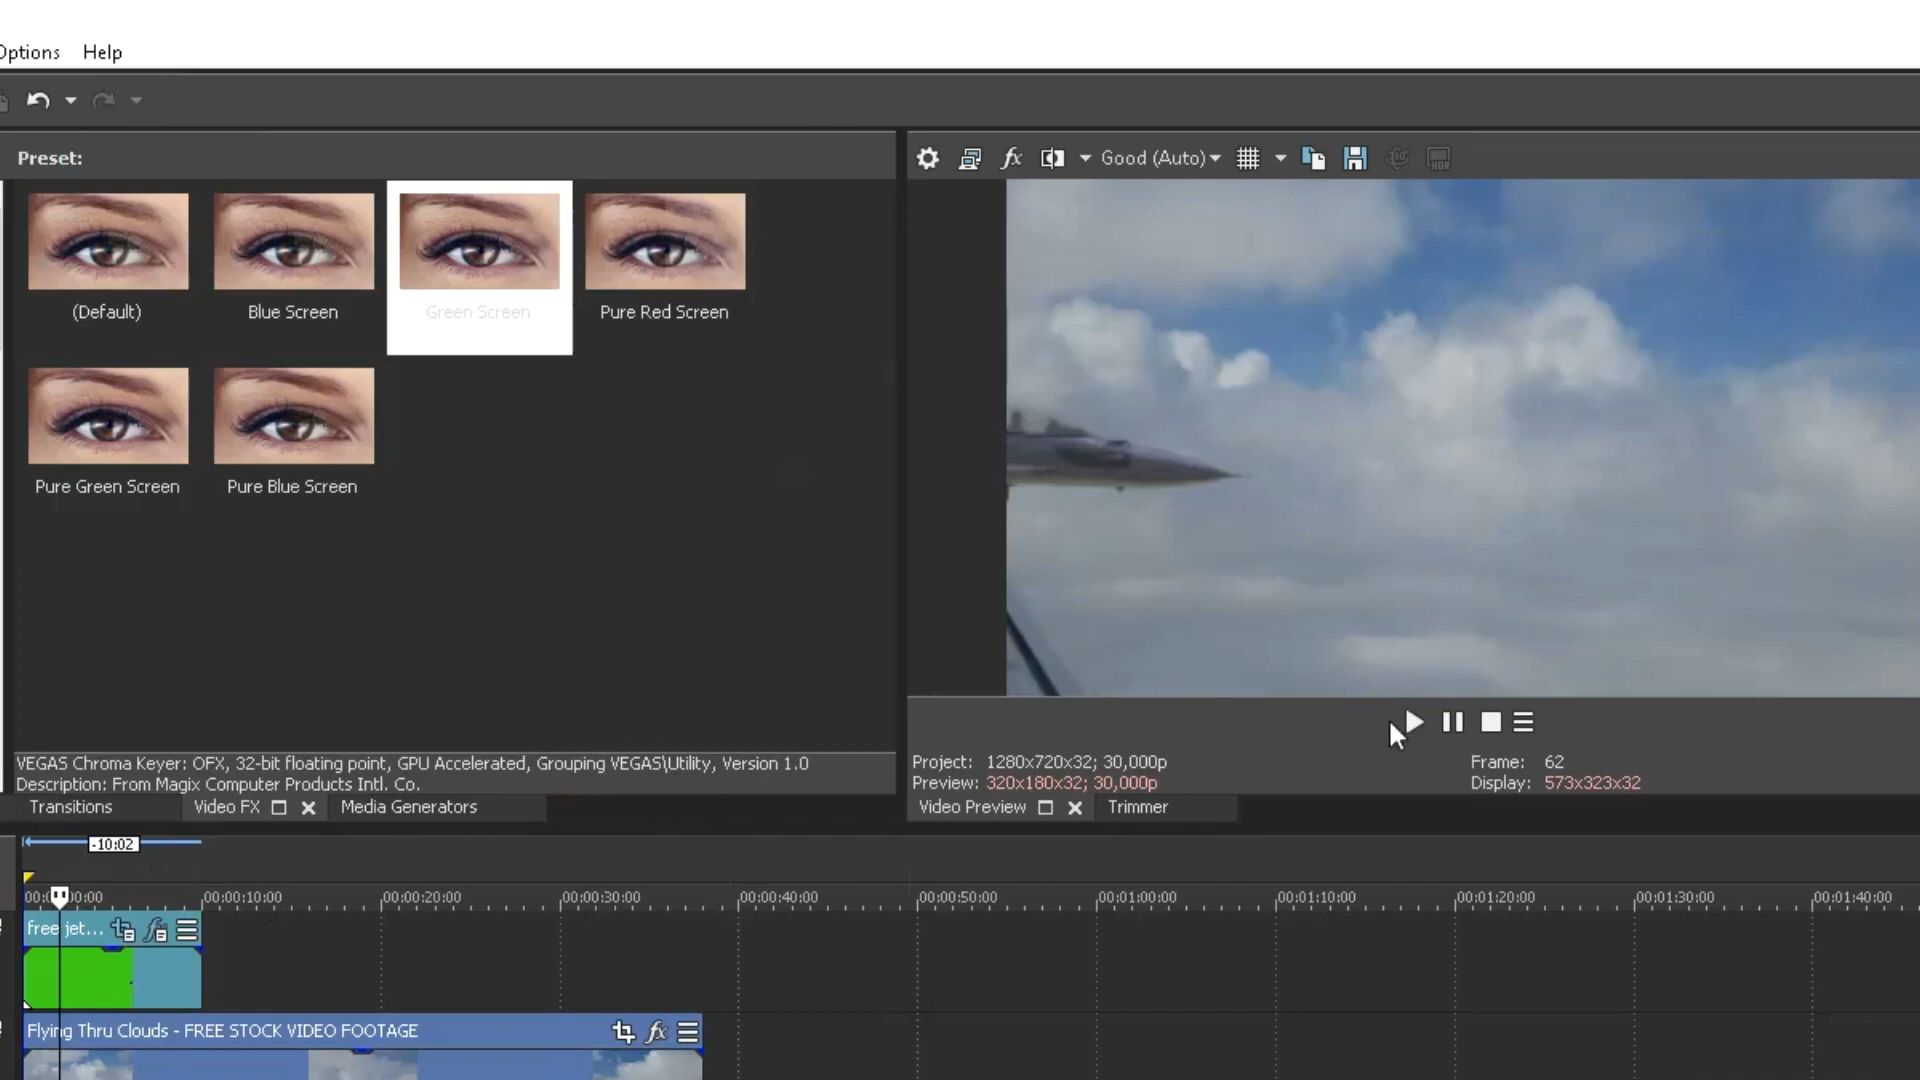 Options Help
Preset:
Good (Auto)
HDR
(Default) Blue Screen Green Screen Pure Red Screen
Pure Green Screen Pure Blue Screen
VEGAS Chroma Keyer: OFX, 32-bit floating point, GPU Accelerated, Grouping VEGAS\Utility, Version 1.0
Description: From Magix Computer Products Intl. Co.
Project: 1280x720x32; 30,000p Frame: 62
Preview: 320x180x32; 30,000p Display: 573x323x32
Transitions Video FX Media Generators
Video Preview Trimmer
-10;02
00:00:10;00 00:00:20;00 00:00:30;00 00:00:40;00 00:00:50;00 00:01:00;00 00:01:10;00 00:01:20;00 00:01:30;00 00:01:40;00
free jet...
Flying Thru Clouds - FREE STOCK VIDEO FOOTAGE